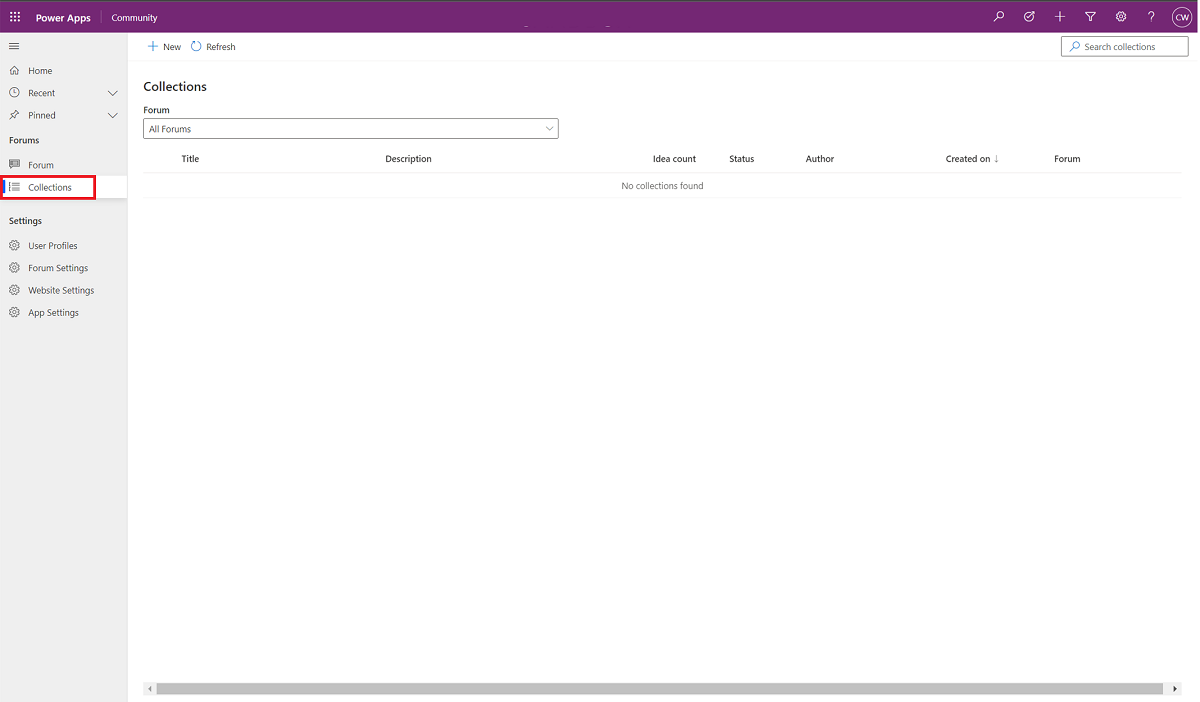 Power Apps Community CW
New Refresh Search collections
Home
Recent
Pinned
Forums
Forum
Collections
Settings
User Profiles
Forum Settings
Website Settings
App Settings
Collections
Forum
All Forums
Title Description Idea count Status Author Created on ↓ Forum
No collections found